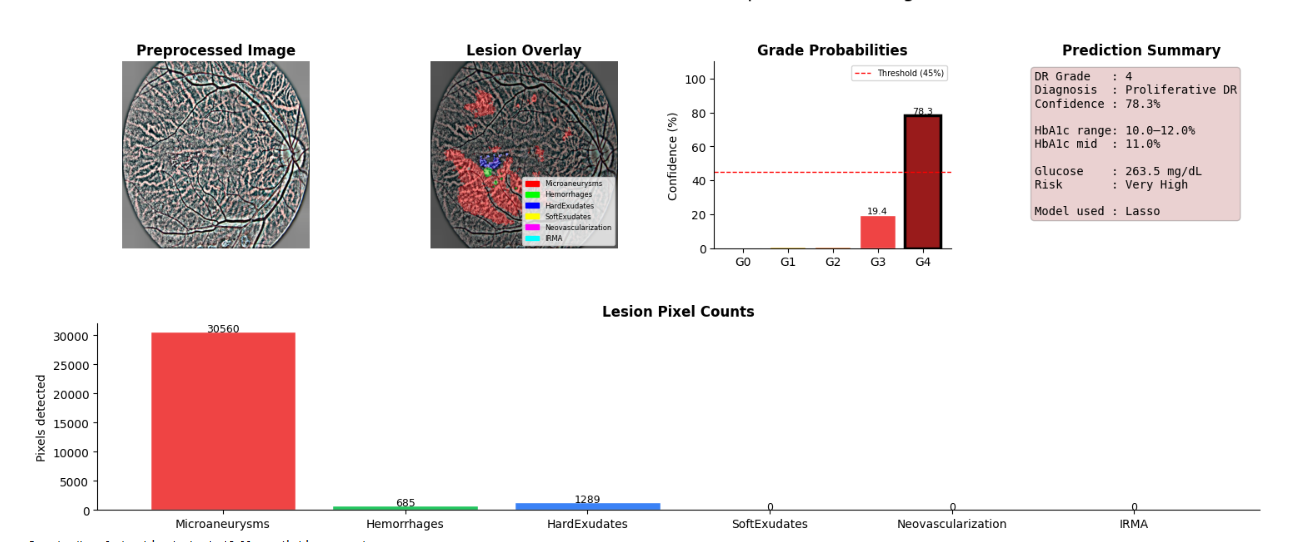 Preprocessed Image
Lesion Overlay
Microaneurysms
Hemorrhages
HardExudates
SoftExudates
Neovascularization
IRMA
Grade Probabilities
Threshold (45%)
Confidence (%)
100
80
60
40
20
0
78.3
19.4
G0 G1 G2 G3 G4
Prediction Summary
DR Grade : 4
Diagnosis : Proliferative DR
Confidence : 78.3%
HbA1c range: 10.0–12.0%
HbA1c mid : 11.0%
Glucose : 263.5 mg/dL
Risk : Very High
Model used : Lasso
Lesion Pixel Counts
Pixels detected
30000
25000
20000
15000
10000
5000
0
30560
685
1289
0
0
0
Microaneurysms Hemorrhages HardExudates SoftExudates Neovascularization IRMA